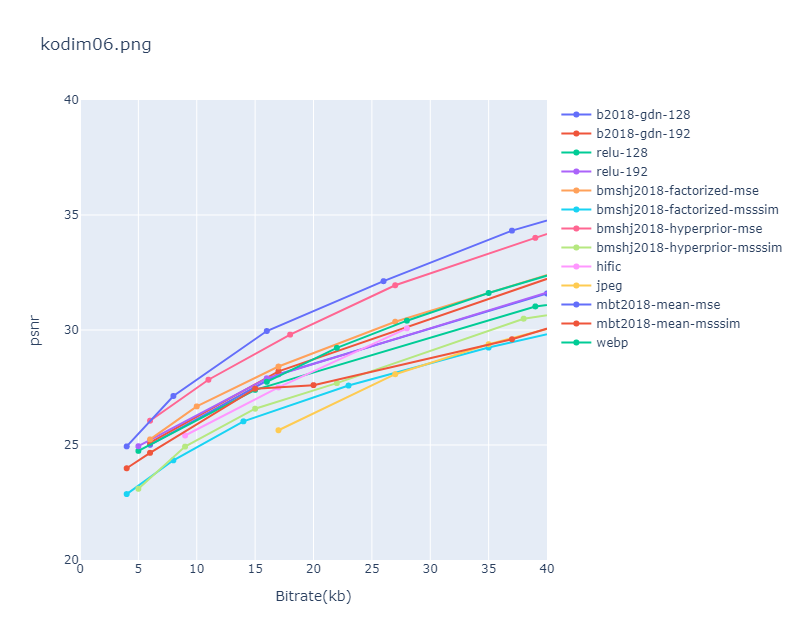 kodim06.png
40
35
30
25
20
psnr
0 5 10 15 20 25 30 35 40
Bitrate(kb)
b2018-gdn-128
b2018-gdn-192
relu-128
relu-192
bmshj2018-factorized-mse
bmshj2018-factorized-msssim
bmshj2018-hyperprior-mse
bmshj2018-hyperprior-msssim
hific
jpeg
mbt2018-mean-mse
mbt2018-mean-msssim
webp